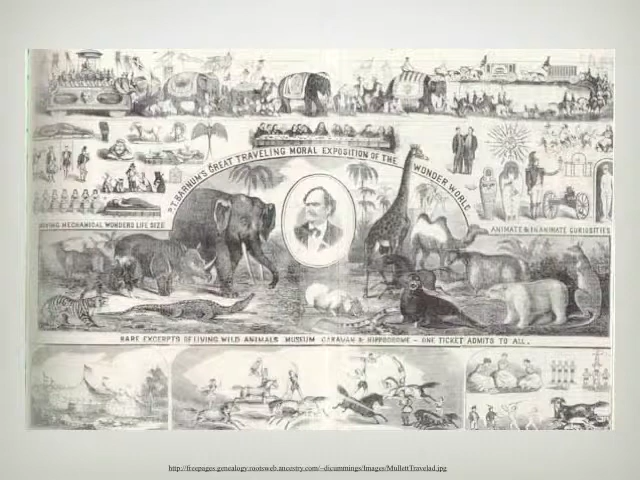 P.T. BARNUM'S GREAT TRAVELING MORAL EXPOSITION OF THE WONDER WORLD
LIVING MECHANICAL WONDERS LIFE SIZE
ANIMATE & INANIMATE CURIOSITIES
RARE EXCERPTS OF LIVING WILD ANIMALS MUSEUM CARAVAN & HIPPODROME - ONE TICKET ADMITS TO ALL.
http://freepages.genealogy.rootsweb.ancestry.com/~dicummings/Images/MullettTravelad.jpg